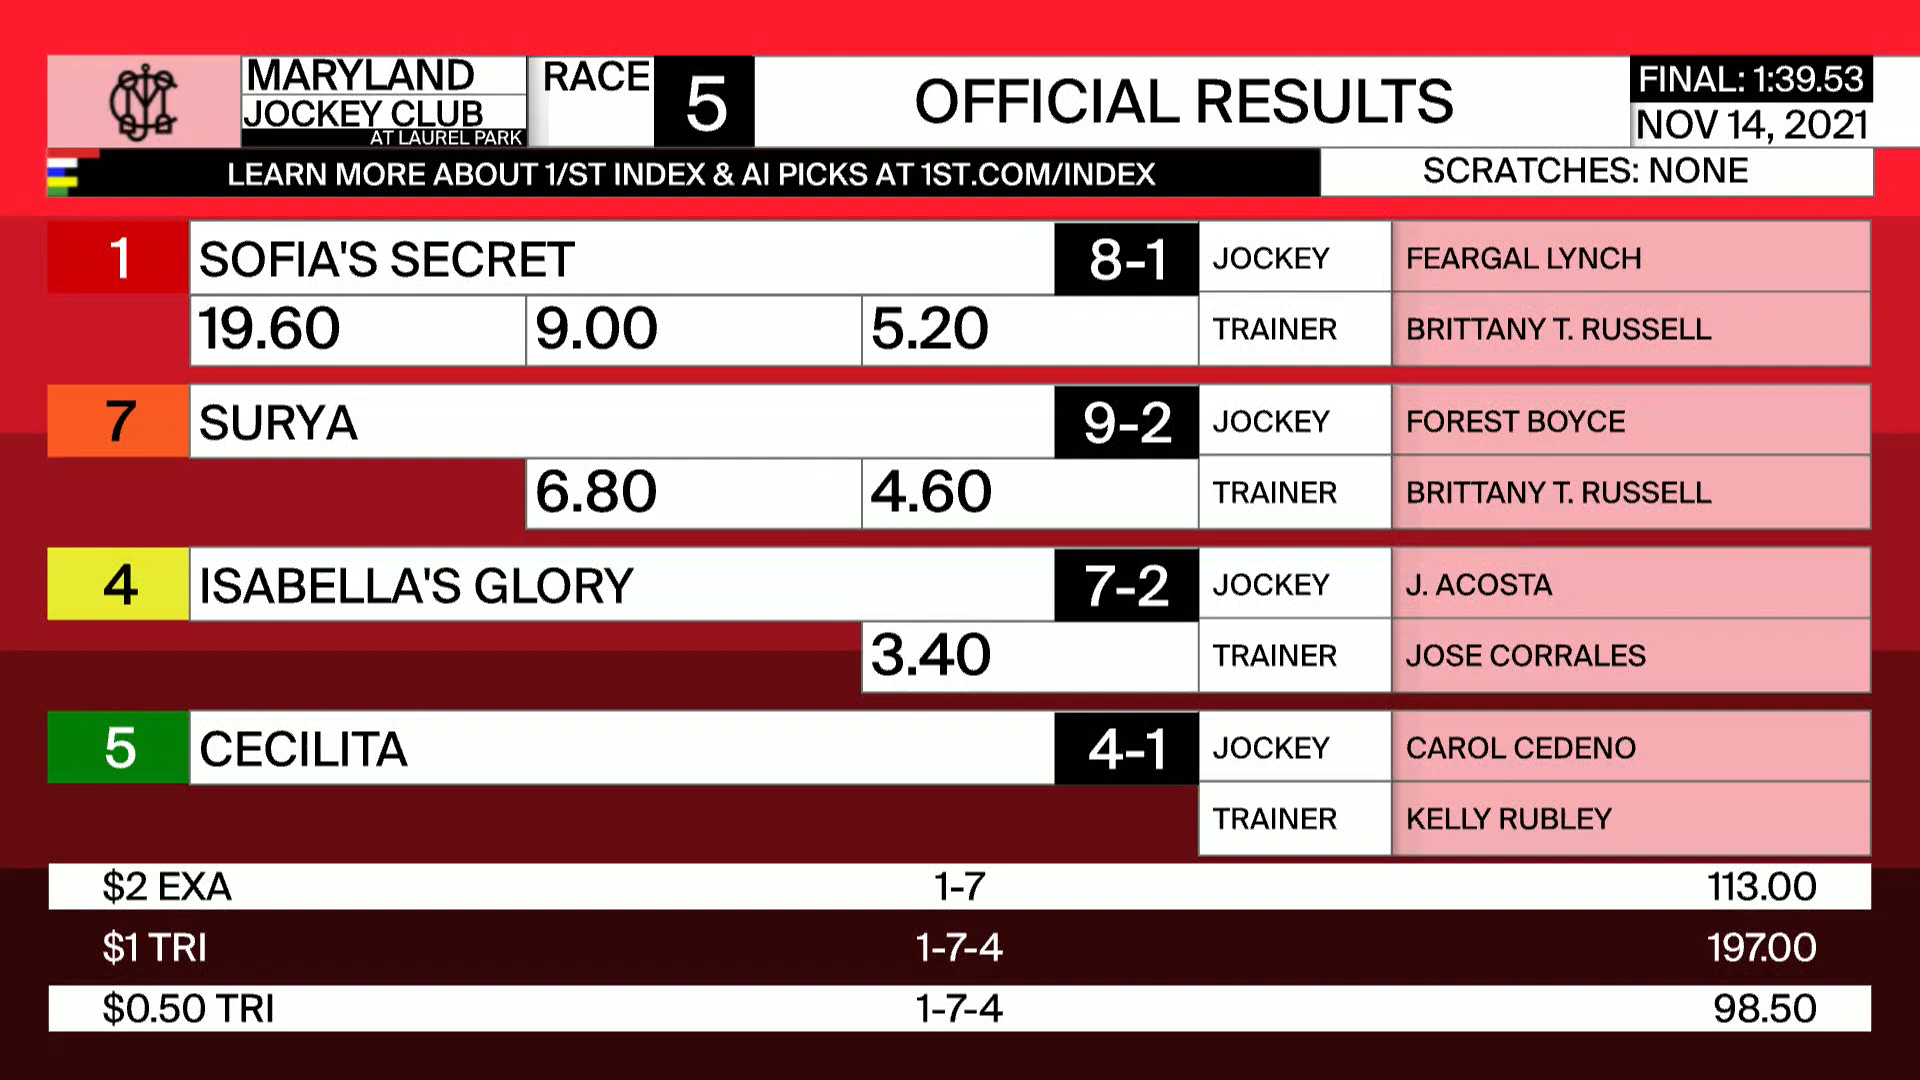 MARYLAND
JOCKEY CLUB
AT LAUREL PARK
RACE 5
OFFICIAL RESULTS
FINAL: 1:39.53
NOV 14, 2021
LEARN MORE ABOUT 1/ST INDEX & AI PICKS AT 1ST.COM/INDEX
SCRATCHES: NONE
1 SOFIA'S SECRET 8-1 JOCKEY FEARGAL LYNCH
19.60 9.00 5.20 TRAINER BRITTANY T. RUSSELL
7 SURYA 9-2 JOCKEY FOREST BOYCE
6.80 4.60 TRAINER BRITTANY T. RUSSELL
4 ISABELLA'S GLORY 7-2 JOCKEY J. ACOSTA
3.40 TRAINER JOSE CORRALES
5 CECILITA 4-1 JOCKEY CAROL CEDENO
TRAINER KELLY RUBLEY
$2 EXA 1-7 113.00
$1 TRI 1-7-4 197.00
$0.50 TRI 1-7-4 98.50